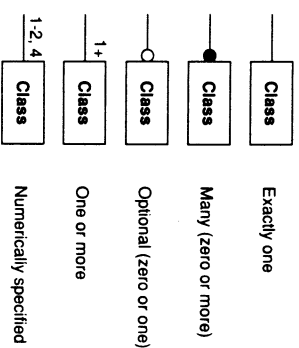 Class Exactly one
Class Many (zero or more)
Class Optional (zero or one)
1+ Class One or more
1-2, 4 Class Numerically specified